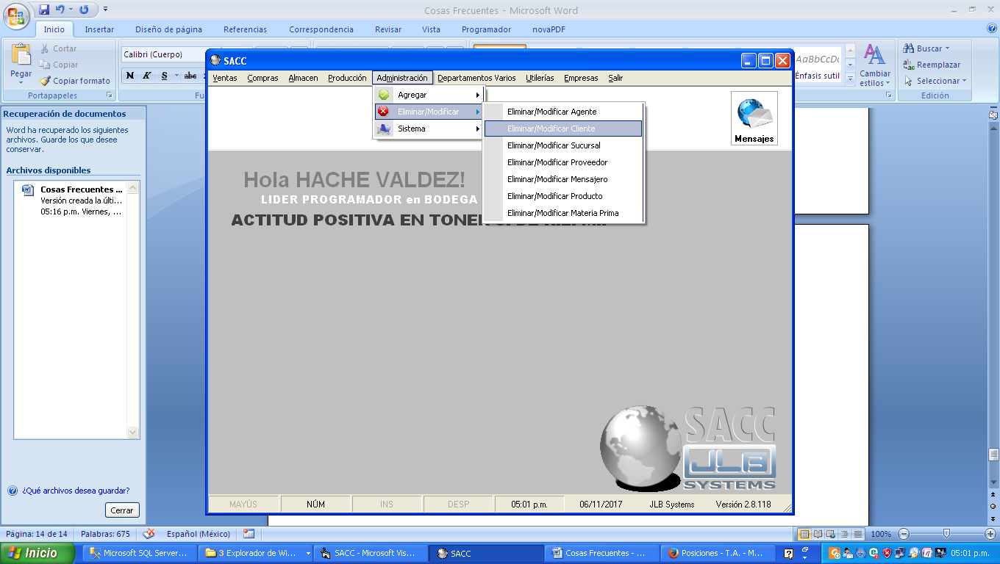 Cosas Frecuentes - Microsoft Word
Inicio
Insertar
Diseño de página
Referencias
Correspondencia
Revisar
Vista
Programador
novaPDF
Pegar
Cortar
Copiar
Copiar formato
Portapapeles
Calibri (Cuerpo)
N K S abc
AaBbCcDc
Énfasis sutil
Cambiar estilos
Buscar
Reemplazar
Seleccionar
Edición
Recuperación de documentos
Word ha recuperado los siguientes
archivos. Guarde los que desee
conservar.
Archivos disponibles
Cosas Frecuentes ...
Versión creada la últi...
05:16 p.m. Viernes, ...
¿Qué archivos desea guardar?
Cerrar
SACC
Ventas Compras Almacen Producción Administración Departamentos Varios Utilerías Empresas Salir
Agregar
Eliminar/Modificar
Sistema
Eliminar/Modificar Agente
Eliminar/Modificar Cliente
Eliminar/Modificar Sucursal
Eliminar/Modificar Proveedor
Eliminar/Modificar Mensajero
Eliminar/Modificar Producto
Eliminar/Modificar Materia Prima
Mensajes
Hola HACHE VALDEZ!
LIDER PROGRAMADOR en BODEGA
ACTITUD POSITIVA EN TONER
SACC
JLB
SYSTEMS
MAYÚS NÚM INS DESP 05:01 p.m. 06/11/2017 JLB Systems Versión 2.8.118
Página: 14 de 14 Palabras: 675 Español (México) 100%
Inicio
Microsoft SQL Server...
3 Explorador de Wi...
SACC - Microsoft Vis...
SACC
Cosas Frecuentes - ...
Posiciones - T.A. - M...
05:01 p.m.